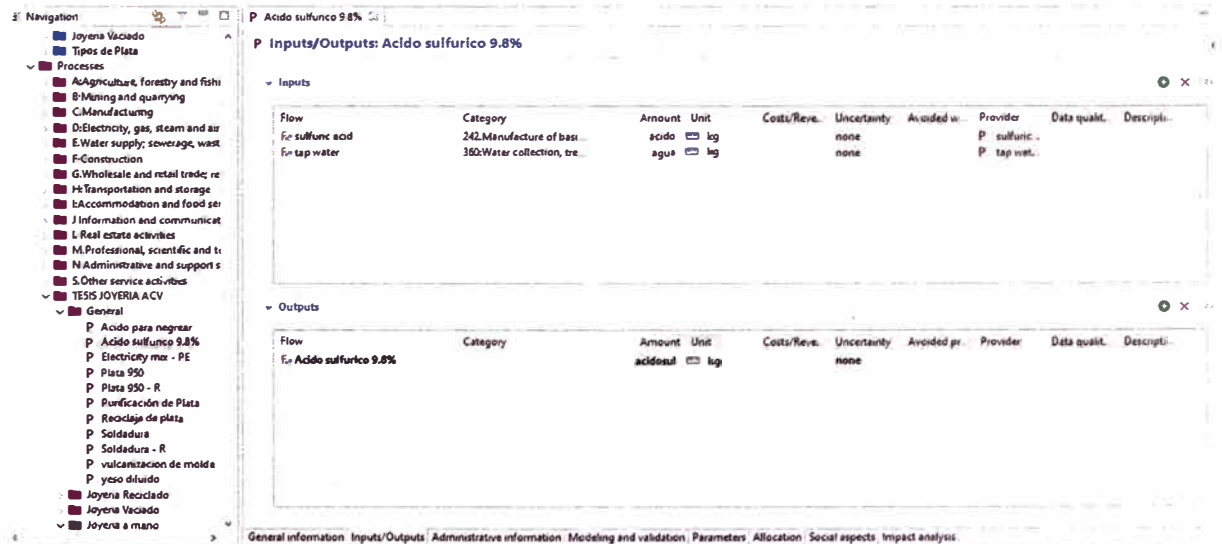 Navigation
Joyeria Vaciado
Tipos de Plata
Processes
A:Agriculture, forestry and fishi
B:Mining and quarrying
C:Manufacturing
D:Electricity, gas, steam and air
E:Water supply; sewerage, wast
F:Construction
G:Wholesale and retail trade; re
H:Transportation and storage
I:Accommodation and food ser
J:Information and communicat
L:Real estate activities
M:Professional, scientific and te
N:Administrative and support s
S:Other service activities
TESIS JOYERIA ACV
General
P Acido para negrear
P Acido sulfurico 9.8%
P Electricity mix - PE
P Plata 950
P Plata 950 - R
P Purificación de Plata
P Reciclaje de plata
P Soldadura
P Soldadura - R
P vulcanizacion de molde
P yeso diluido
Joyeria Reciclado
Joyeria Vaciado
Joyeria a mano
P Acido sulfurico 9.8%
P Inputs/Outputs: Acido sulfurico 9.8%
Inputs
Flow Category Amount Unit Costs/Reve... Uncertainty Avoided w... Provider Data qualit... Descripti...
sulfuric acid 242:Manufacture of basi... acido kg none P sulfuric...
tap water 360:Water collection, tre... agua kg none P tap wat...
Outputs
Flow Category Amount Unit Costs/Reve... Uncertainty Avoided pr... Provider Data qualit... Descripti...
Acido sulfurico 9.8% acidosul kg none
General information Inputs/Outputs Administrative information Modeling and validation Parameters Allocation Social aspects Impact analysis